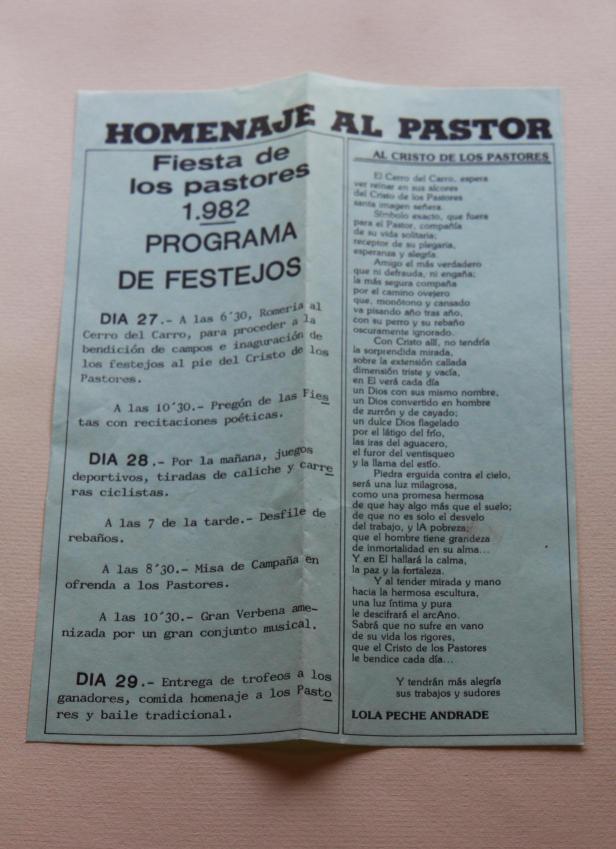 HOMENAJE AL PASTOR
Fiesta de
los pastores
1.982
PROGRAMA
DE FESTEJOS
DIA 27.- A las 6´30, Romeria al
Cerro del Carro, para proceder a la
bendición de campos e inaguración de
los festejos al pie del Cristo de los
Pastores.
A las 10´30.- Pregón de las Fies
tas con recitaciones poéticas.
DIA 28.- Por la mañana, juegos
deportivos, tiradas de caliche y carre
ras ciclistas.
A las 7 de la tarde.- Desfile de
rebaños.
A las 8´30.- Misa de Campaña en
ofrenda a los Pastores.
A las 10´30.- Gran Verbena ame-
nizada por un gran conjunto musical.
DIA 29.- Entrega de trofeos a los
ganadores, comida homenaje a los Pasto
res y baile tradicional.
AL CRISTO DE LOS PASTORES
El Cerro del Carro, espera
ver reinar en sus alcores
del Cristo de los Pastores
santa imagen señera.
Símbolo exacto, que fuera
para el Pastor, compañía
de su vida solitaria;
receptor de su plegaria,
esperanza y alegría.
Amigo el más verdadero
que ni defrauda, ni engaña;
la más segura compaña
por el camino ovejero
que, monótono y cansado
va pisando año tras año,
con su perro y su rebaño
oscuramente ignorado.
Con Cristo allí, no tendría
la sorprendida mirada,
sobre la extensión callada
dimensión triste y vacía,
en El verá cada día
un Dios con sus mismo nombre,
un Dios convertido en hombre
de zurrón y de cayado;
un dulce Dios flagelado
por el látigo del frío,
las iras del aguacero,
el furor del ventisqueo
y la llama del estío.
Piedra erguida contra el cielo,
será una luz milagrosa,
como una promesa hermosa
de que hay algo más que el suelo;
de que no es solo el desvelo
del trabajo, y lA pobreza;
que el hombre tiene grandeza
de inmortalidad en su alma...
Y en El hallará la calma,
la paz y la fortaleza.
Y al tender mirada y mano
hacia la hermosa escultura,
una luz íntima y pura
le descifrará el arcAno.
Sabrá que no sufre en vano
de su vida los rigores,
que el Cristo de los Pastores
le bendice cada día...
Y tendrán más alegría
sus trabajos y sudores
LOLA PECHE ANDRADE